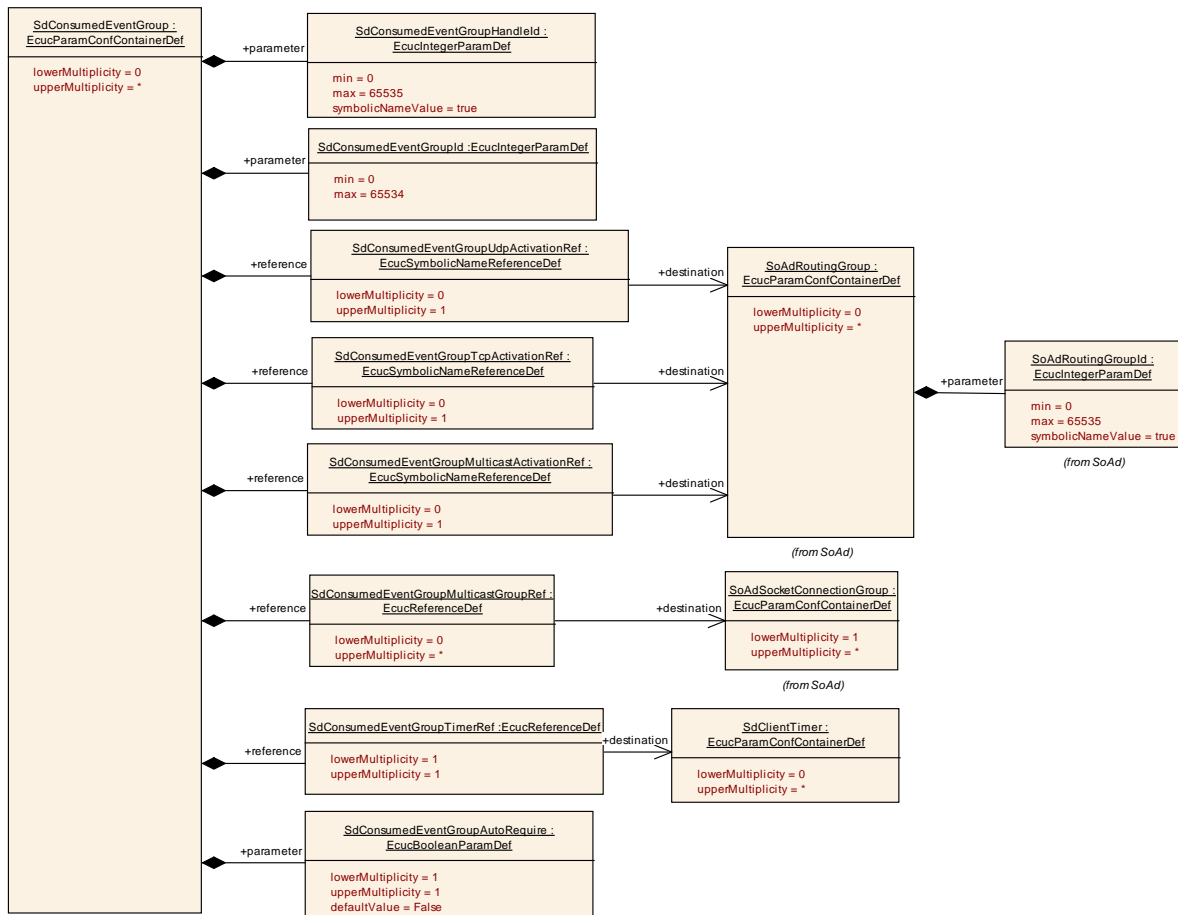 SdConsumedEventGroup :
EcucParamConfContainerDef
lowerMultiplicity = 0
upperMultiplicity = *
+parameter
SdConsumedEventGroupHandleId :
EcucIntegerParamDef
min = 0
max = 65535
symbolicNameValue = true
+parameter
SdConsumedEventGroupId :EcucIntegerParamDef
min = 0
max = 65534
+reference
SdConsumedEventGroupUdpActivationRef :
EcucSymbolicNameReferenceDef
lowerMultiplicity = 0
upperMultiplicity = 1
+destination
SoAdRoutingGroup :
EcucParamConfContainerDef
lowerMultiplicity = 0
upperMultiplicity = *
+reference
SdConsumedEventGroupTcpActivationRef :
EcucSymbolicNameReferenceDef
lowerMultiplicity = 0
upperMultiplicity = 1
+destination
+parameter
SoAdRoutingGroupId :
EcucIntegerParamDef
min = 0
max = 65535
symbolicNameValue = true
(from SoAd)
+reference
SdConsumedEventGroupMulticastActivationRef :
EcucSymbolicNameReferenceDef
lowerMultiplicity = 0
upperMultiplicity = 1
+destination
(from SoAd)
+reference
SdConsumedEventGroupMulticastGroupRef :
EcucReferenceDef
lowerMultiplicity = 0
upperMultiplicity = *
+destination
SoAdSocketConnectionGroup :
EcucParamConfContainerDef
lowerMultiplicity = 1
upperMultiplicity = *
(from SoAd)
+reference
SdConsumedEventGroupTimerRef :EcucReferenceDef
lowerMultiplicity = 1
upperMultiplicity = 1
+destination
SdClientTimer :
EcucParamConfContainerDef
lowerMultiplicity = 0
upperMultiplicity = *
+parameter
SdConsumedEventGroupAutoRequire :
EcucBooleanParamDef
lowerMultiplicity = 1
upperMultiplicity = 1
defaultValue = False